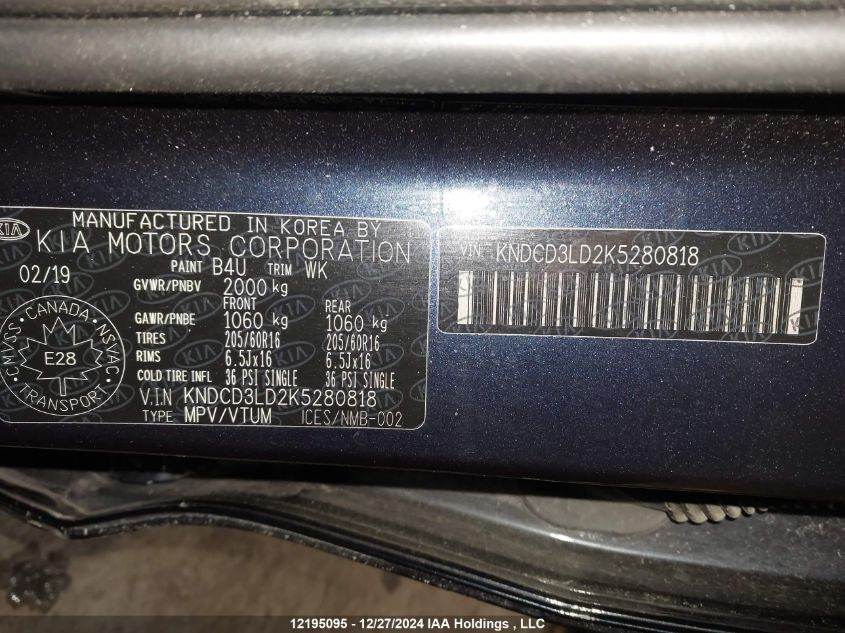 KIA
MANUFACTURED IN KOREA BY
KIA MOTORS CORPORATION
02/19
PAINT B4U TRIM WK
GVWR/PNBV 2000 kg
FRONT REAR
GAWR/PNBE 1060 kg 1060 kg
TIRES 205/60R16 205/60R16
RIMS 6.5Jx16 6.5Jx16
COLD TIRE INFL 36 PSI SINGLE 36 PSI SINGLE
V.I.N KNDCD3LD2K5280818
TYPE MPV/VTUM ICES/NMB-002
CMVSS · CANADA · NSVAC
E28
TRANSPORT
VIN KNDCD3LD2K5280818
12195095 - 12/27/2024 IAA Holdings , LLC